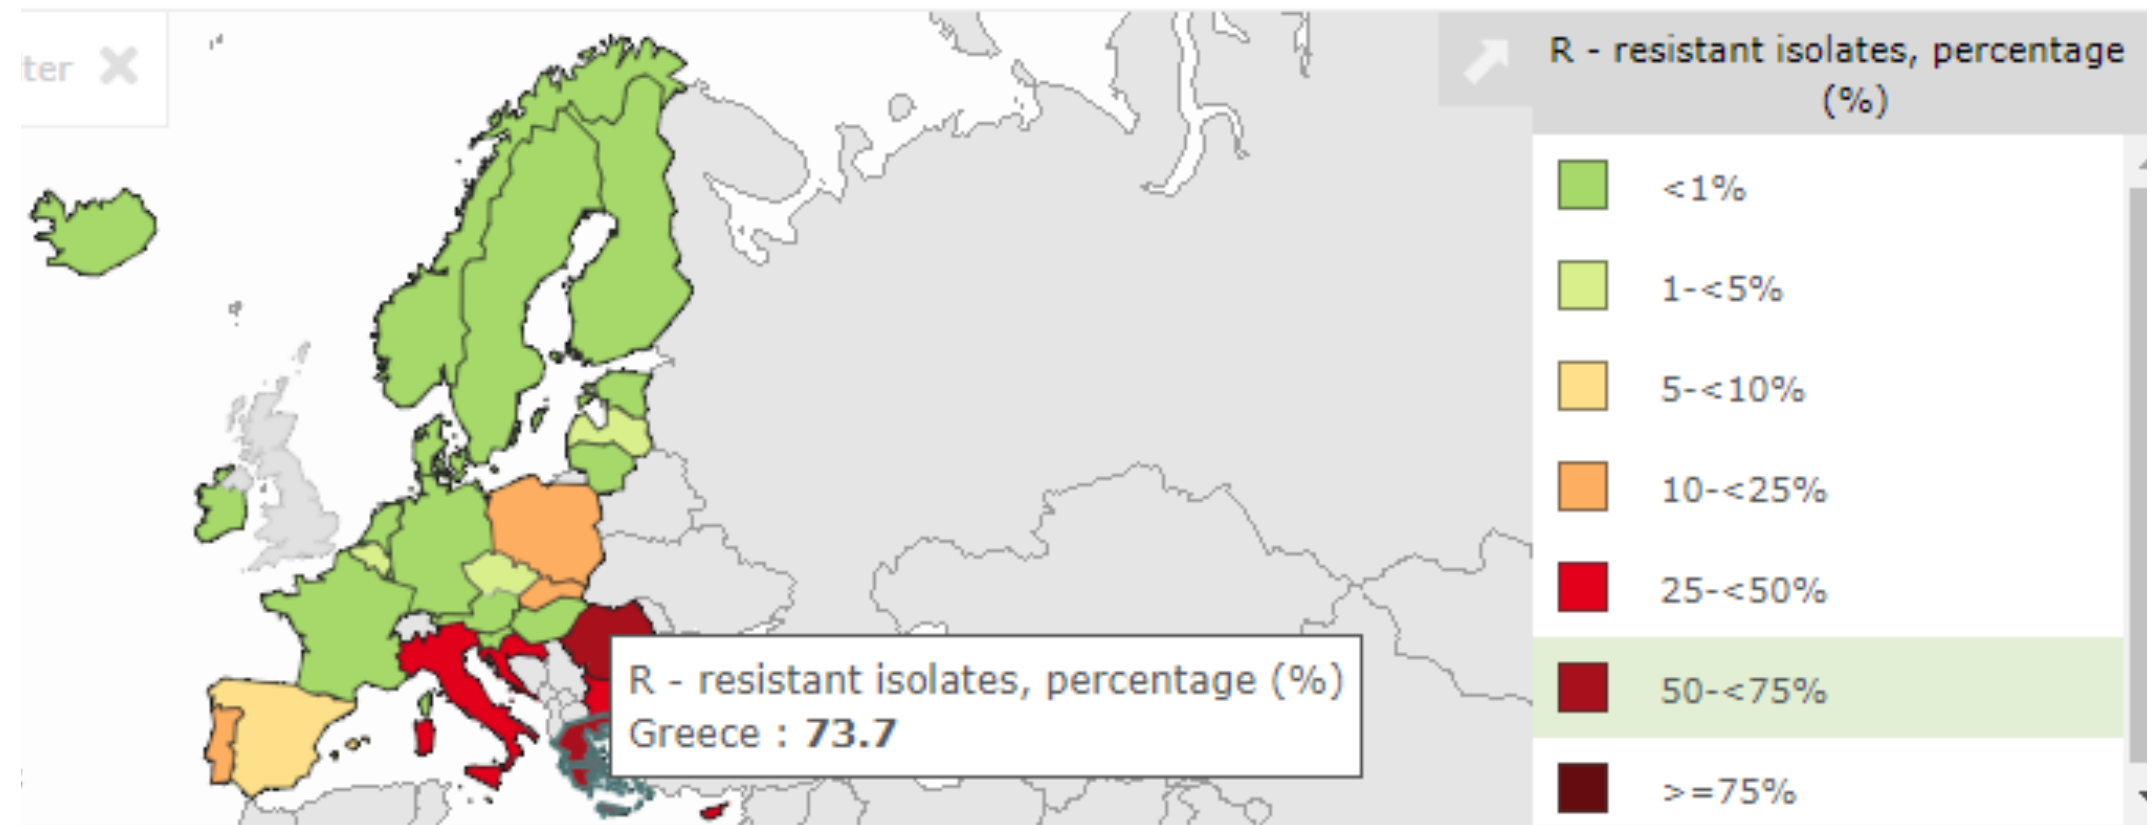 ter
R - resistant isolates, percentage
(%)
<1%
1-<5%
5-<10%
10-<25%
25-<50%
50-<75%
>=75%
R - resistant isolates, percentage (%)
Greece : 73.7